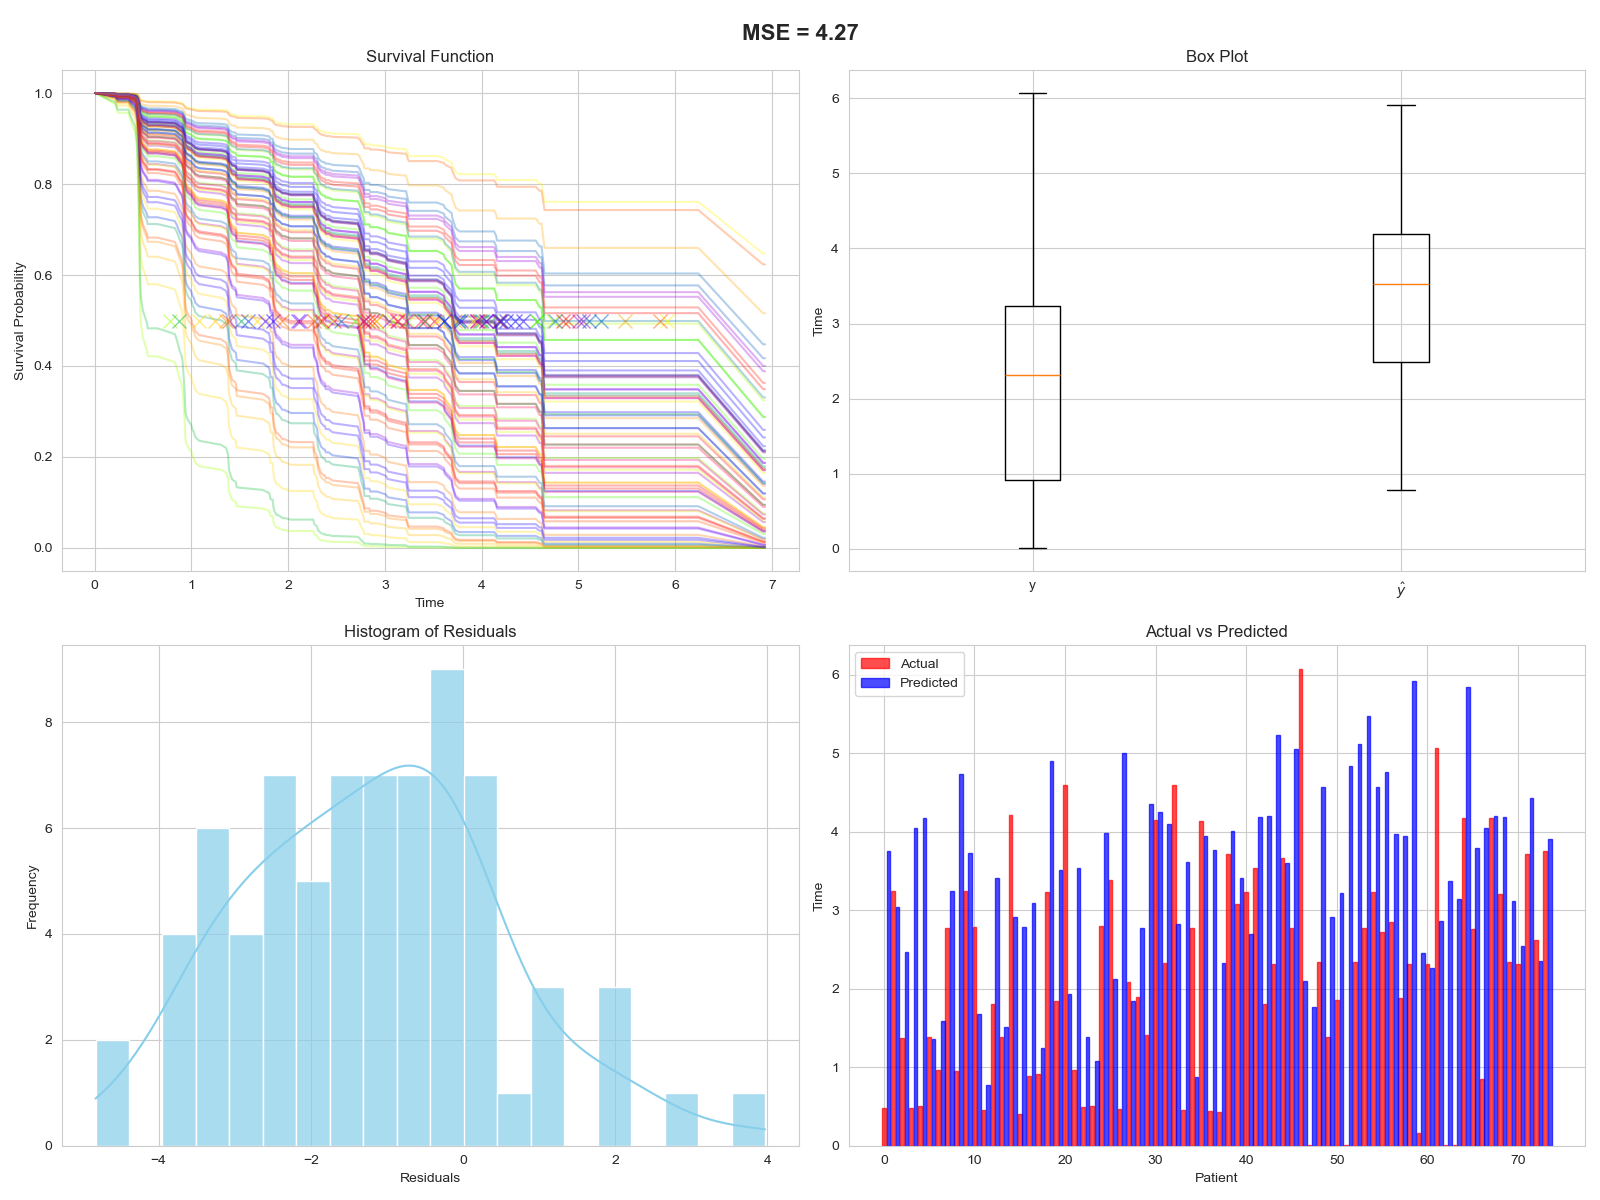 MSE = 4.27
Survival Function
Survival Probability
1.0
0.8
0.6
0.4
0.2
0.0
0 1 2 3 4 5 6 7
Time
Box Plot
Time
6
5
4
3
2
1
0
y ŷ
Histogram of Residuals
Frequency
8
6
4
2
0
−4 −2 0 2 4
Residuals
Actual vs Predicted
Actual
Predicted
Time
6
5
4
3
2
1
0
0 10 20 30 40 50 60 70
Patient